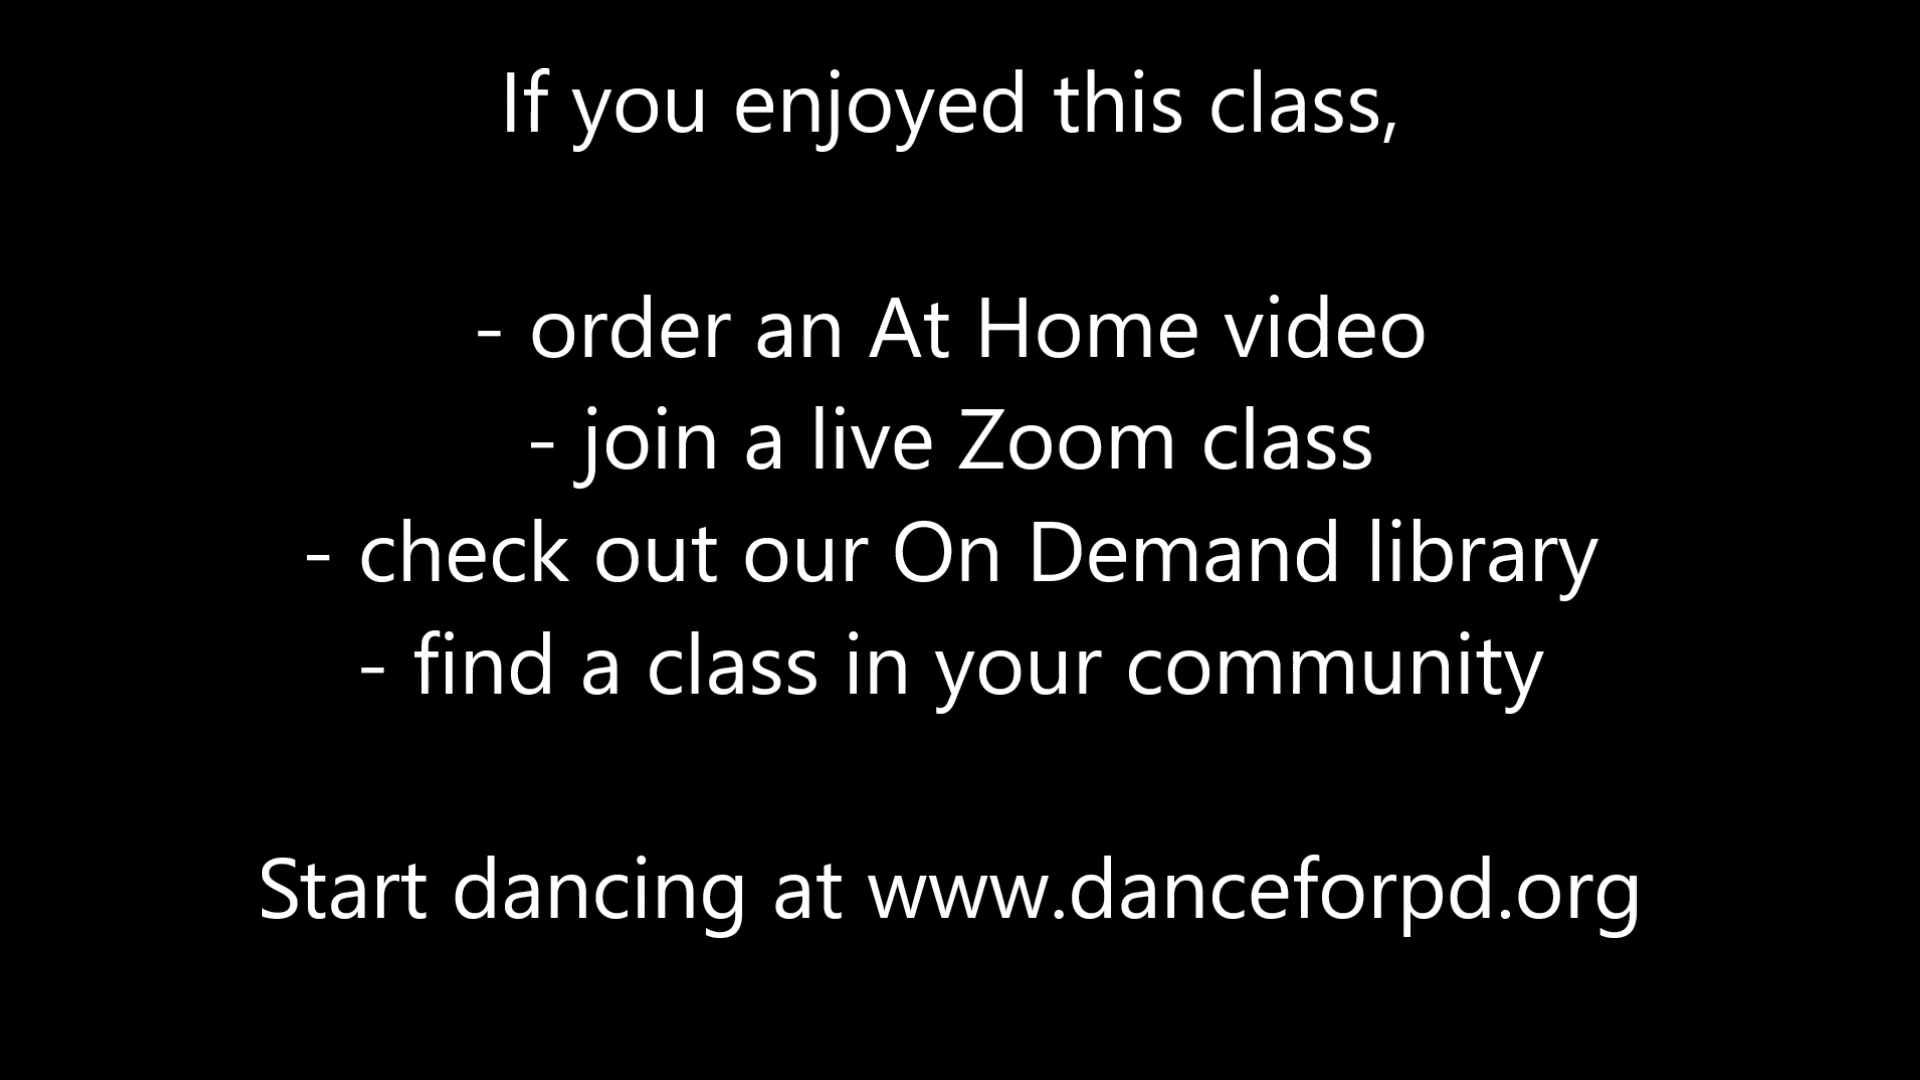 If you enjoyed this class,
- order an At Home video
- join a live Zoom class
- check out our On Demand library
- find a class in your community
Start dancing at www.danceforpd.org